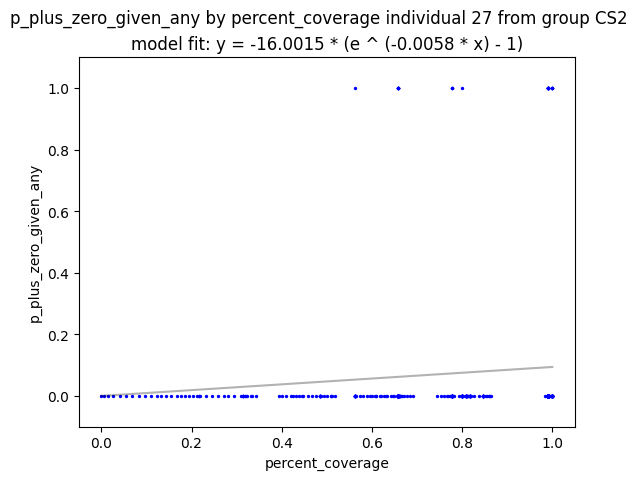 p_plus_zero_given_any by percent_coverage individual 27 from group CS2
model fit: y = -16.0015 * (e ^ (-0.0058 * x) - 1)
1.0
0.8
0.6
0.4
0.2
0.0
p_plus_zero_given_any
0.0 0.2 0.4 0.6 0.8 1.0
percent_coverage